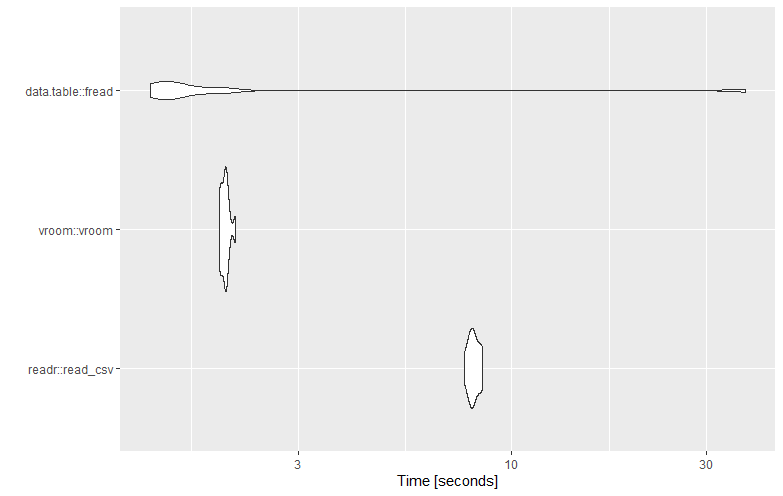 data.table::fread
vroom::vroom
readr::read_csv
3 10 30
Time [seconds]